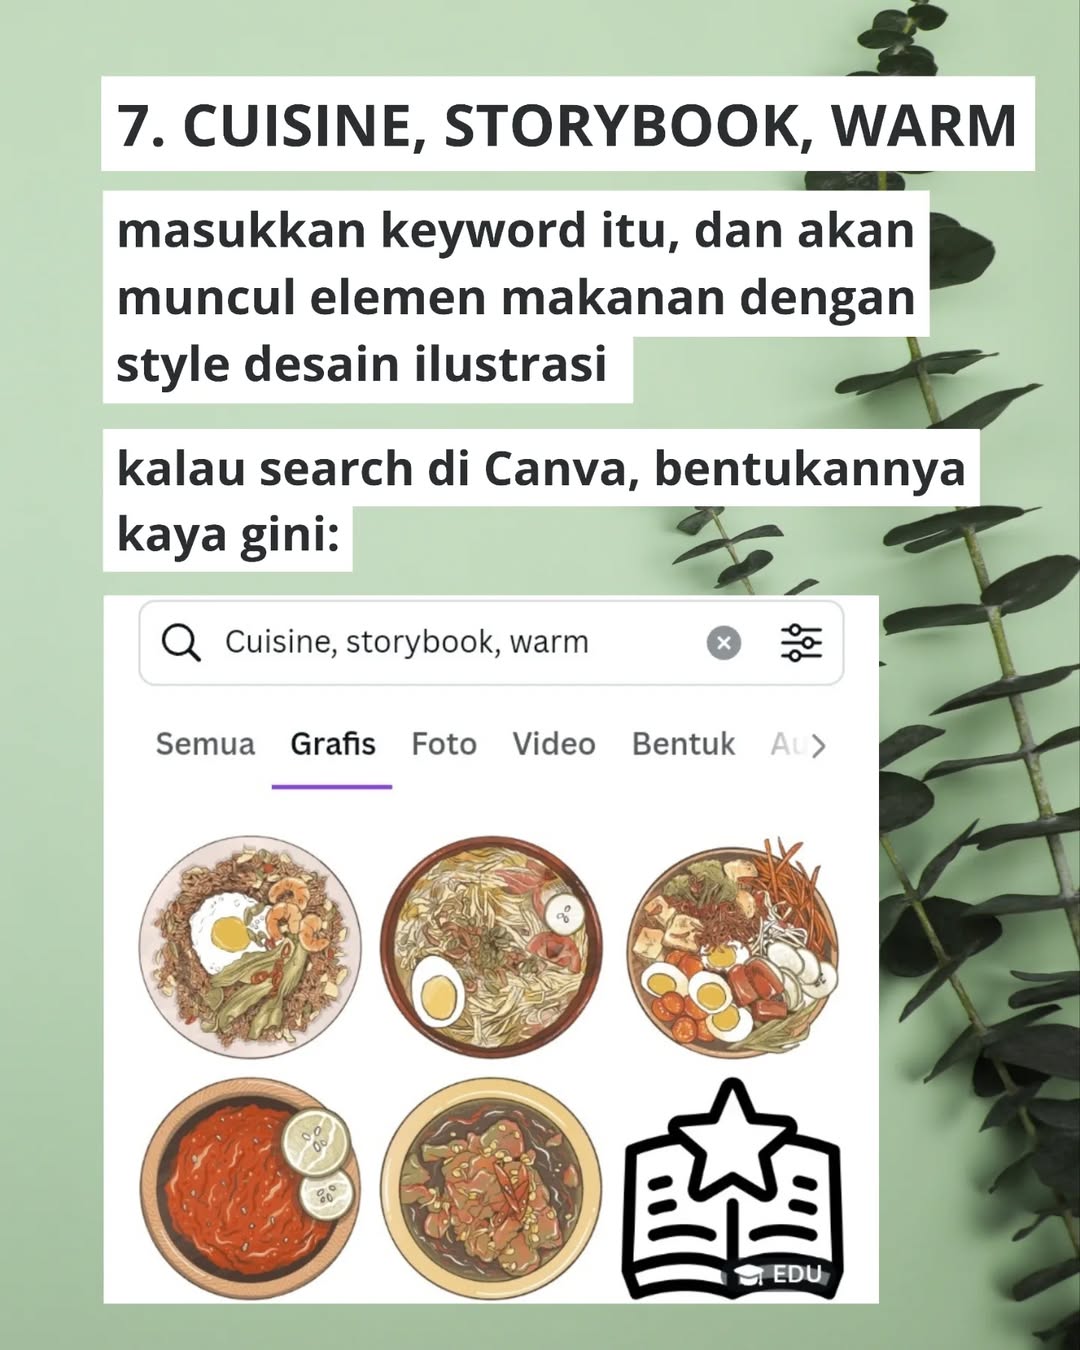 7. CUISINE, STORYBOOK, WARM
masukkan keyword itu, dan akan
muncul elemen makanan dengan
style desain ilustrasi
kalau search di Canva, bentukannya
kaya gini:
Cuisine, storybook, warm
Semua Grafis Foto Video Bentuk
EDU